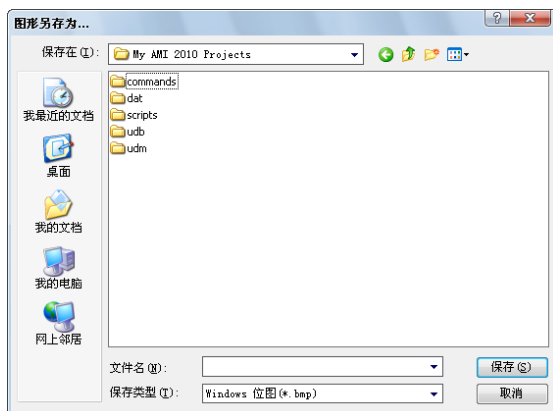 图形另存为...
保存在(I):
My AMI 2010 Projects
commands
dat
scripts
udb
udm
我最近的文档
桌面
我的文档
我的电脑
网上邻居
文件名(N):
保存(S)
保存类型(T):
Windows 位图(*.bmp)
取消